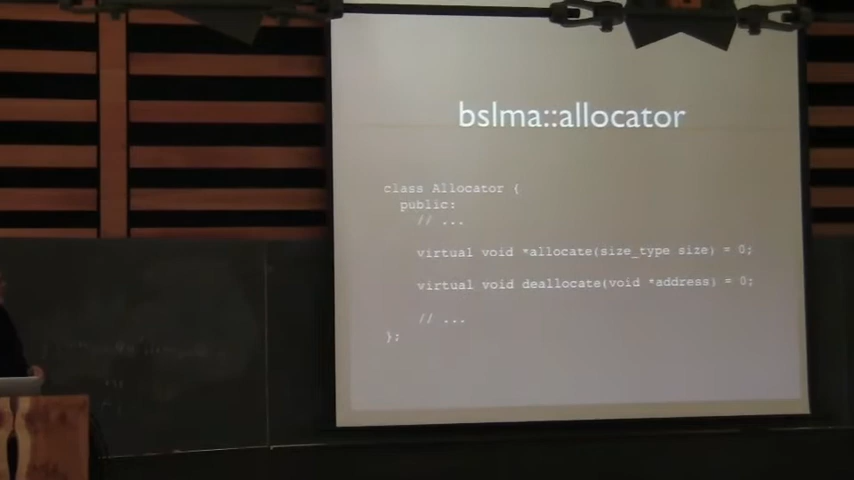 bslma::allocator
class Allocator {
public:
// ...
virtual void *allocate(size_type size) = 0;
virtual void deallocate(void *address) = 0;
// ...
};